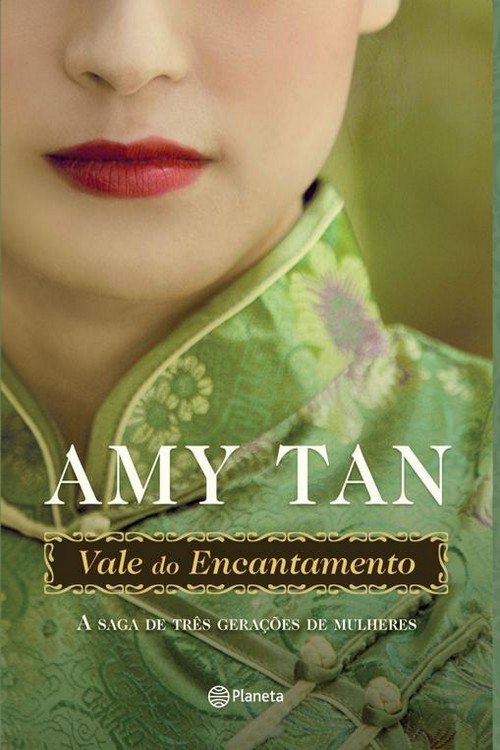 AMY TAN
Vale do Encantamento
A SAGA DE TRÊS GERAÇÕES DE MULHERES
Planeta